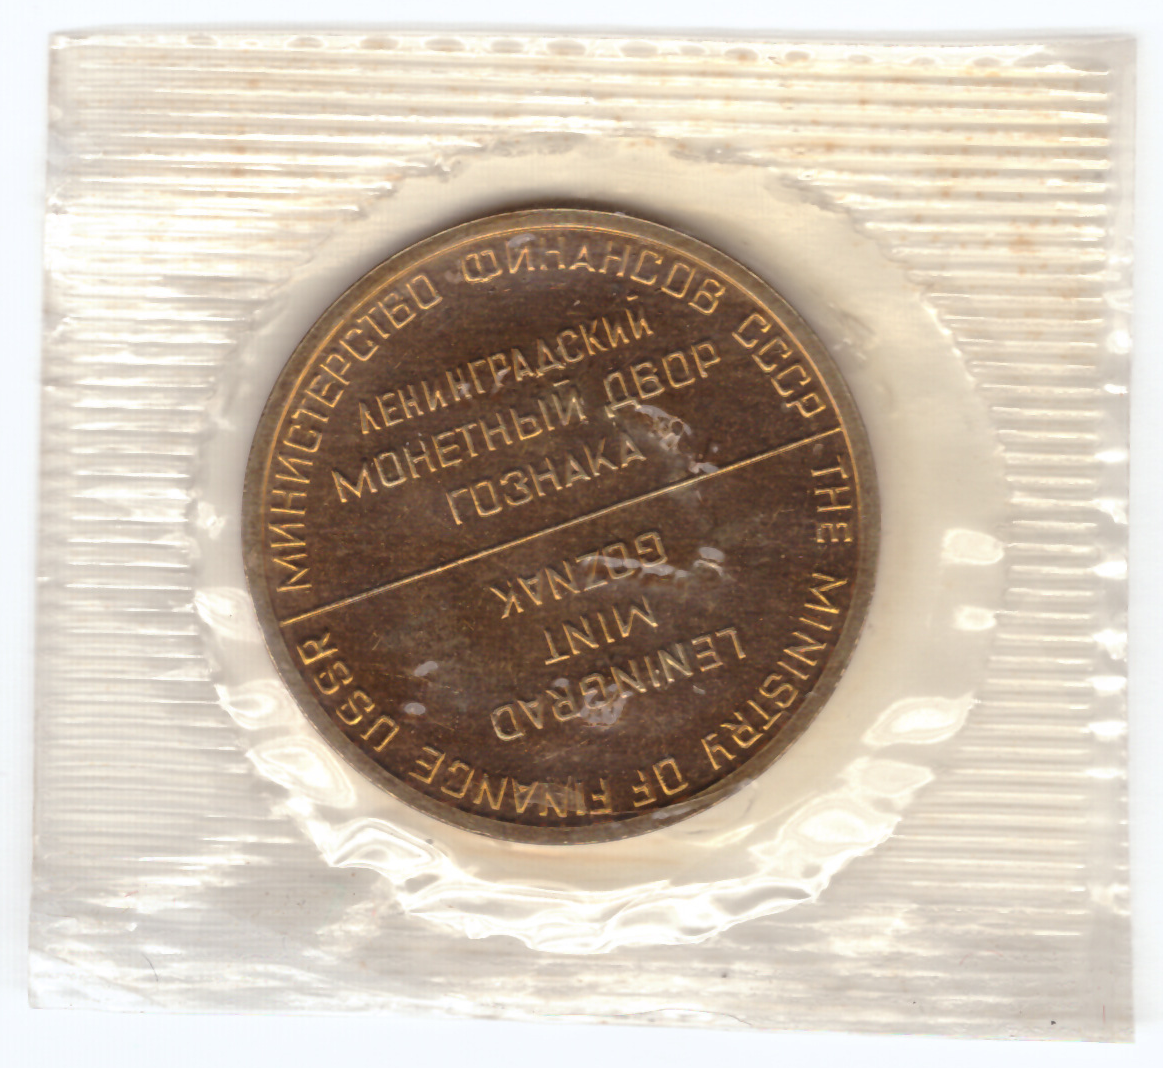 МИНИСТЕРСТВО ФИНАНСОВ СССР
ЛЕНИНГРАДСКИЙ
МОНЕТНЫЙ ДВОР
ГОЗНАКА
THE MINISTRY OF FINANCE USSR
LENINGRAD
MINT
GOZNAK